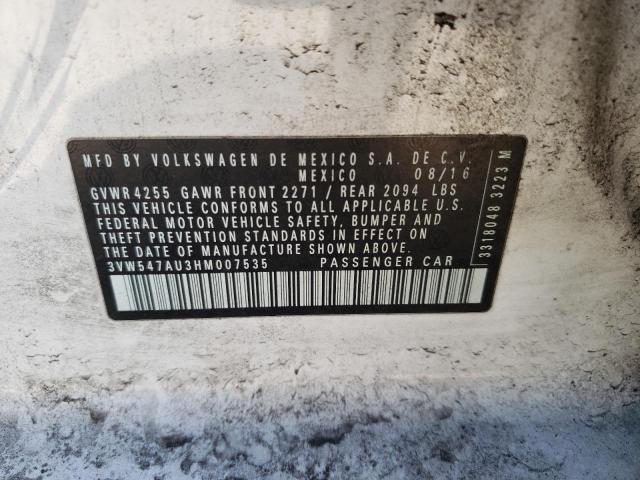 MFD BY VOLKSWAGEN DE MEXICO S.A. DE C.V.
MEXICO 08/16
GVWR 4255 GAWR FRONT 2271 / REAR 2094 LBS
THIS VEHICLE CONFORMS TO ALL APPLICABLE U.S.
FEDERAL MOTOR VEHICLE SAFETY, BUMPER AND
THEFT PREVENTION STANDARDS IN EFFECT ON
THE DATE OF MANUFACTURE SHOWN ABOVE.
3VW547AU3HM007535 PASSENGER CAR
3318048 3223 M